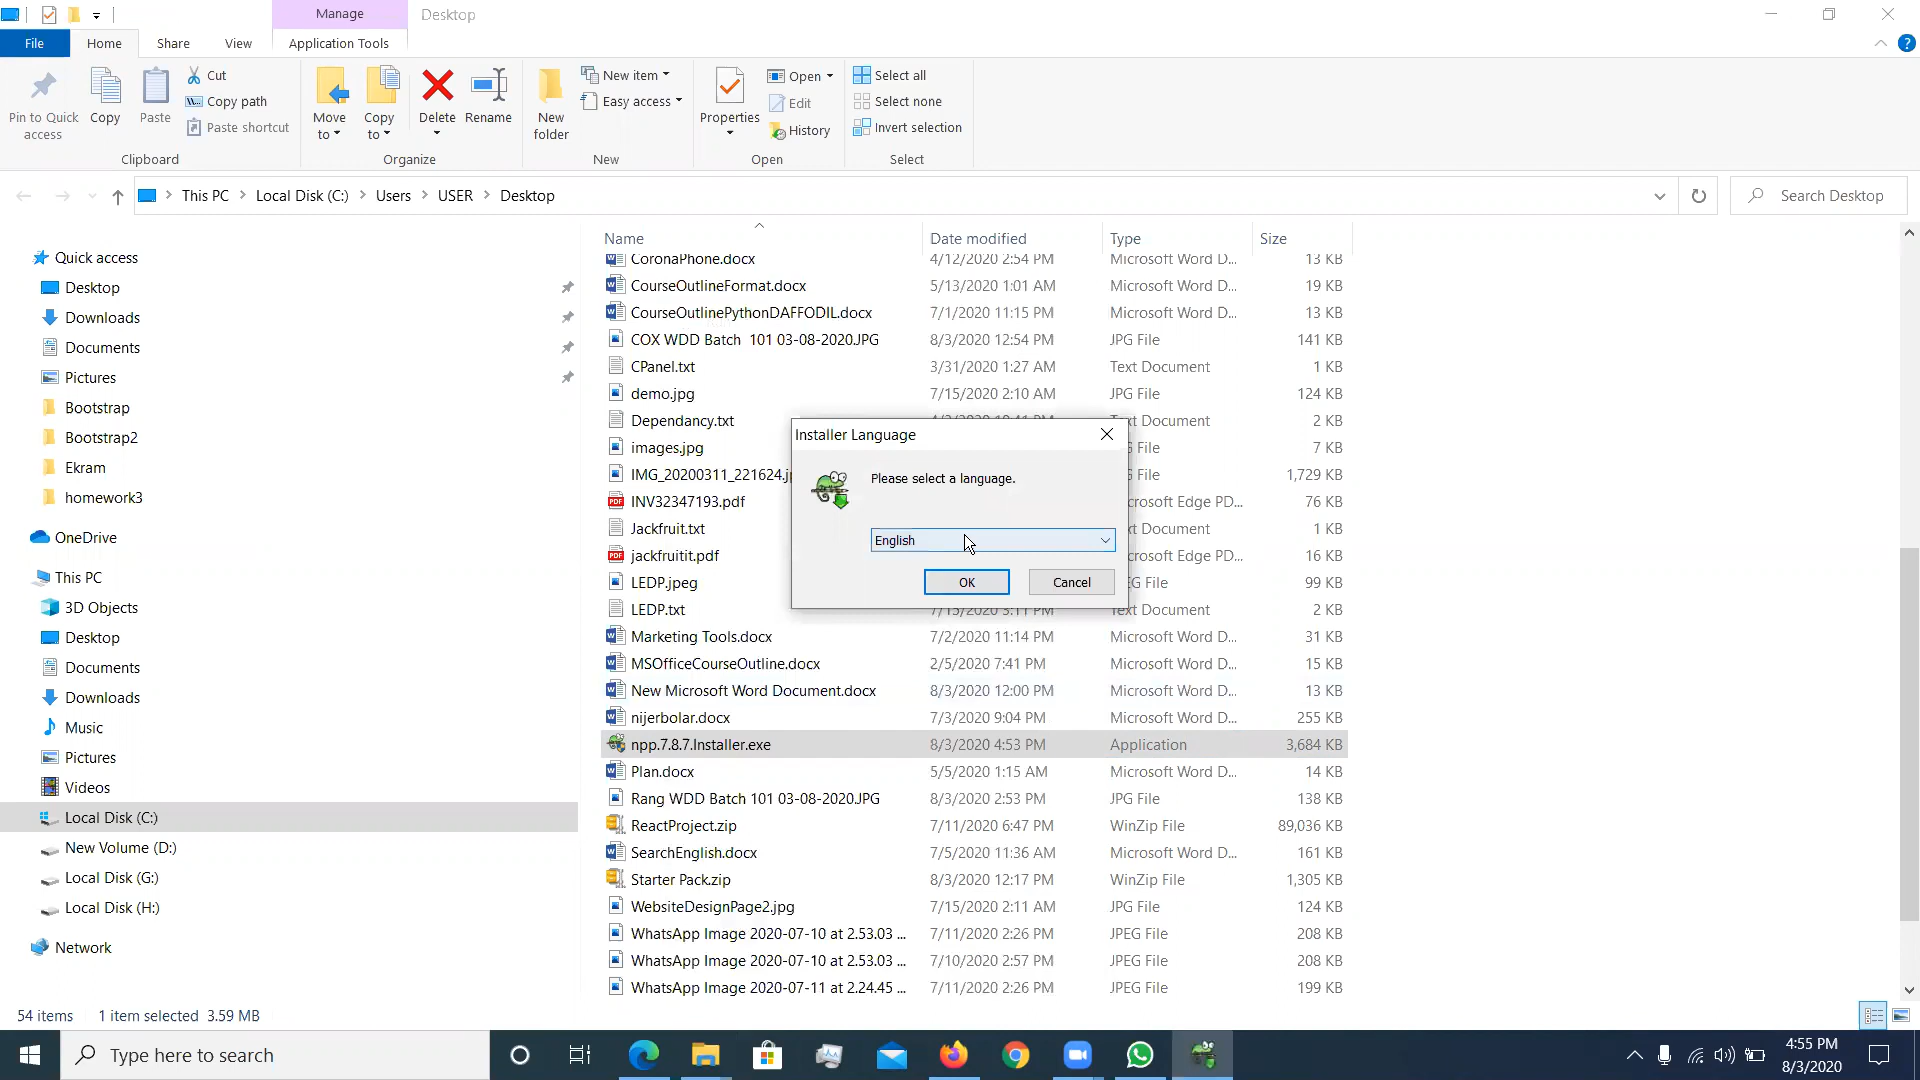 Manage
Desktop
File
Home
Share
View
Application Tools
Pin to Quick
access
Copy
Paste
Cut
Copy path
Paste shortcut
Clipboard
Move
to
Copy
to
Delete
Rename
Organize
New
folder
New item
Easy access
New
Properties
Open
Edit
History
Open
Select all
Select none
Invert selection
Select
This PC
Local Disk (C:)
Users
USER
Desktop
Search Desktop
Quick access
Desktop
Downloads
Documents
Pictures
Bootstrap
Bootstrap2
Ekram
homework3
OneDrive
This PC
3D Objects
Desktop
Documents
Downloads
Music
Pictures
Videos
Local Disk (C:)
New Volume (D:)
Local Disk (G:)
Local Disk (H:)
Network
Name Date modified Type Size
CoronaPhone.docx 4/12/2020 2:54 PM Microsoft Word D... 13 KB
CourseOutlineFormat.docx 5/13/2020 1:01 AM Microsoft Word D... 19 KB
CourseOutlinePythonDAFFODIL.docx 7/1/2020 11:15 PM Microsoft Word D... 13 KB
COX WDD Batch 101 03-08-2020.JPG 8/3/2020 12:54 PM JPG File 141 KB
CPanel.txt 3/31/2020 1:27 AM Text Document 1 KB
demo.jpg 7/15/2020 2:10 AM JPG File 124 KB
Dependancy.txt Text Document 2 KB
images.jpg File 7 KB
IMG_20200311_221624.j File 1,729 KB
INV32347193.pdf crosoft Edge PD... 76 KB
Jackfruit.txt t Document 1 KB
jackfruitit.pdf crosoft Edge PD... 16 KB
LEDP.jpeg EG File 99 KB
LEDP.txt 7/15/2020 3:11 PM Text Document 2 KB
Marketing Tools.docx 7/2/2020 11:14 PM Microsoft Word D... 31 KB
MSOfficeCourseOutline.docx 2/5/2020 7:41 PM Microsoft Word D... 15 KB
New Microsoft Word Document.docx 8/3/2020 12:00 PM Microsoft Word D... 13 KB
nijerbolar.docx 7/3/2020 9:04 PM Microsoft Word D... 255 KB
npp.7.8.7.Installer.exe 8/3/2020 4:53 PM Application 3,684 KB
Plan.docx 5/5/2020 1:15 AM Microsoft Word D... 14 KB
Rang WDD Batch 101 03-08-2020.JPG 8/3/2020 2:53 PM JPG File 138 KB
ReactProject.zip 7/11/2020 6:47 PM WinZip File 89,036 KB
SearchEnglish.docx 7/5/2020 11:36 AM Microsoft Word D... 161 KB
Starter Pack.zip 8/3/2020 12:17 PM WinZip File 1,305 KB
WebsiteDesignPage2.jpg 7/15/2020 2:11 AM JPG File 124 KB
WhatsApp Image 2020-07-10 at 2.53.03 ... 7/11/2020 2:26 PM JPEG File 208 KB
WhatsApp Image 2020-07-10 at 2.53.03 ... 7/10/2020 2:57 PM JPEG File 208 KB
WhatsApp Image 2020-07-11 at 2.24.45 ... 7/11/2020 2:26 PM JPEG File 199 KB
Installer Language
Please select a language.
English
OK
Cancel
54 items 1 item selected 3.59 MB
Type here to search
4:55 PM
8/3/2020